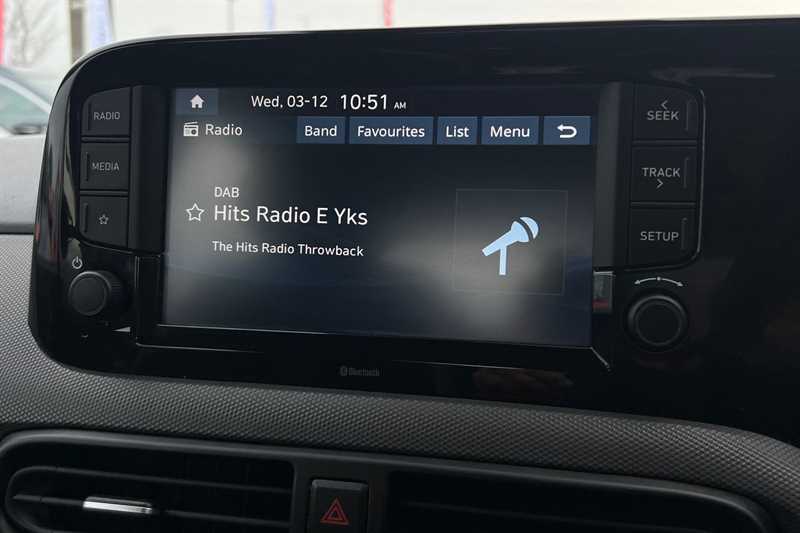 Wed, 03-12 10:51 AM
RADIO
MEDIA
Radio
Band
Favourites
List
Menu
DAB
Hits Radio E Yks
The Hits Radio Throwback
SEEK
TRACK
SETUP
Bluetooth